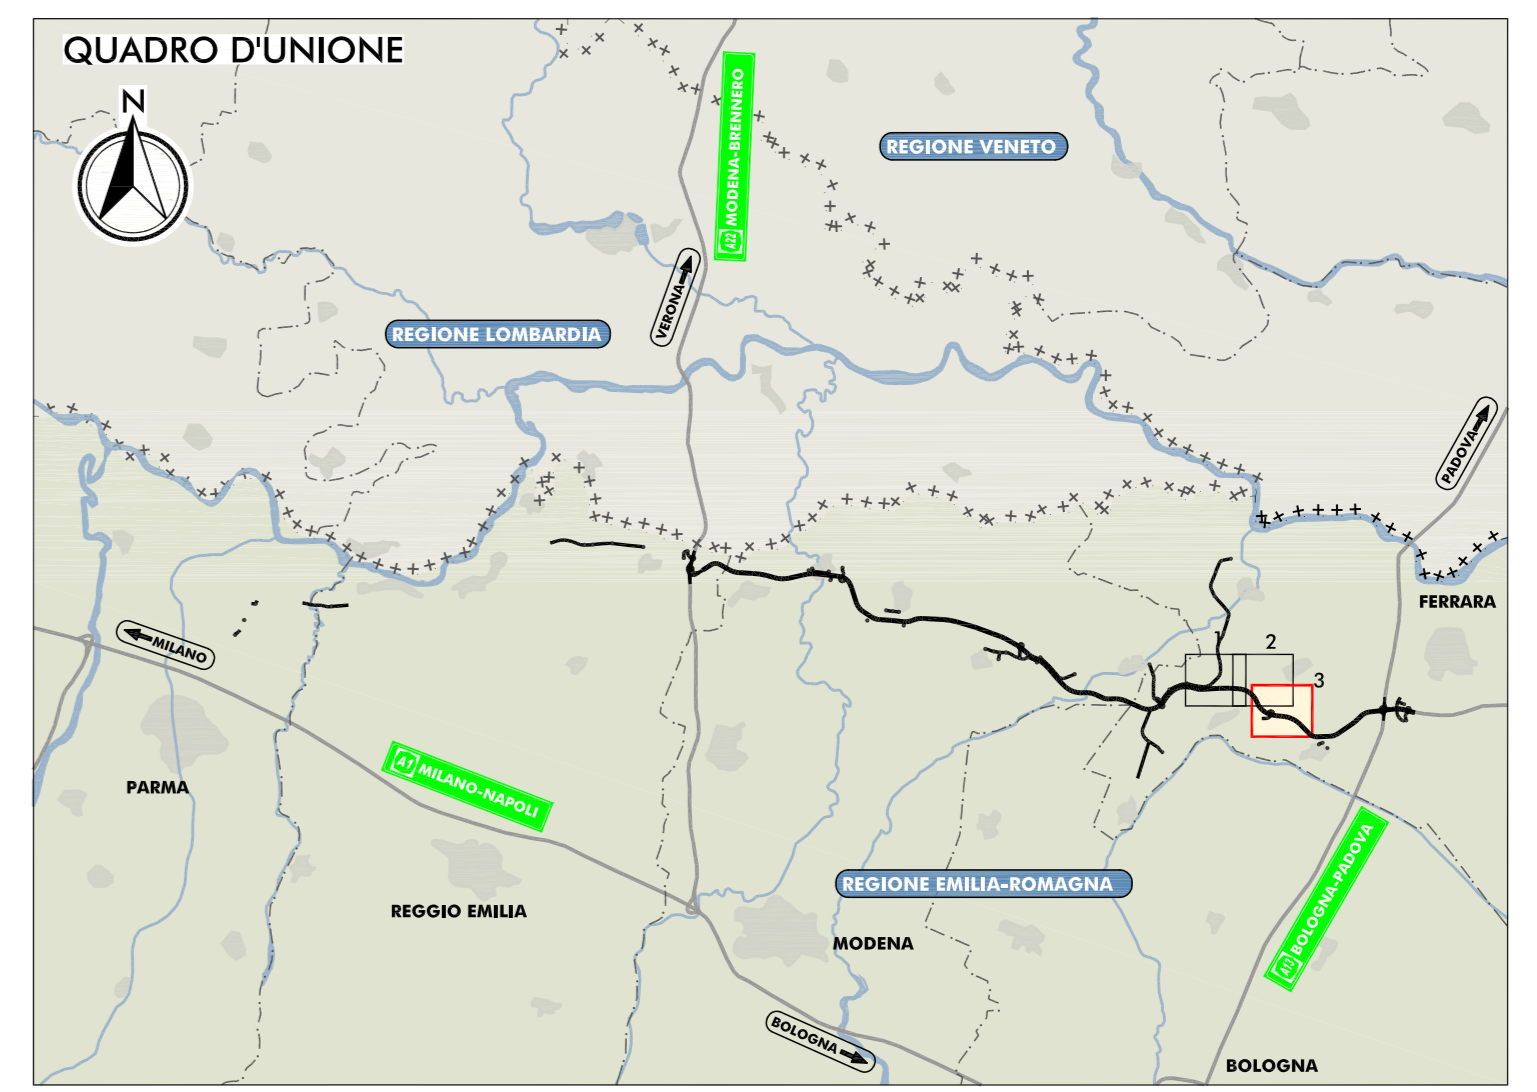 QUADRO D'UNIONE
N
A22 MODENA-BRENNERO
REGIONE VENETO
VERONA
REGIONE LOMBARDIA
PADOVA
FERRARA
MILANO
1
2
3
PARMA
A1 MILANO-NAPOLI
A13 BOLOGNA-PADOVA
REGIONE EMILIA-ROMAGNA
REGGIO EMILIA
MODENA
BOLOGNA
BOLOGNA